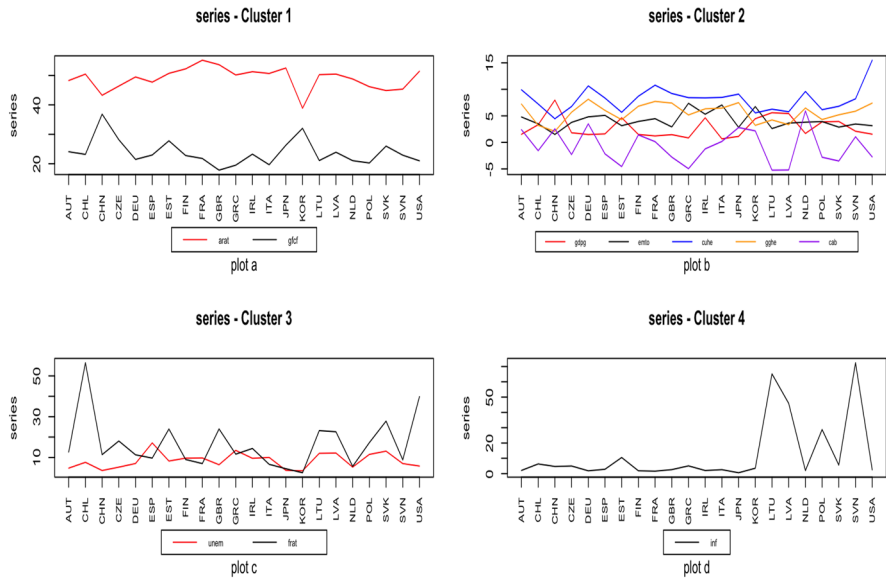 series - Cluster 1
series
40
20
AUT CHL CHN CZE DEU ESP EST FIN FRA GBR GRC IRL ITA JPN KOR LTU LVA NLD POL SVK SVN USA
arat gfcf
plot a
series - Cluster 2
series
15
5
0
-5
AUT CHL CHN CZE DEU ESP EST FIN FRA GBR GRC IRL ITA JPN KOR LTU LVA NLD POL SVK SVN USA
gdpg emto cuhe gghe cab
plot b
series - Cluster 3
series
50
30
10
AUT CHL CHN CZE DEU ESP EST FIN FRA GBR GRC IRL ITA JPN KOR LTU LVA NLD POL SVK SVN USA
unem frat
plot c
series - Cluster 4
series
50
20
0
AUT CHL CHN CZE DEU ESP EST FIN FRA GBR GRC IRL ITA JPN KOR LTU LVA NLD POL SVK SVN USA
inf
plot d